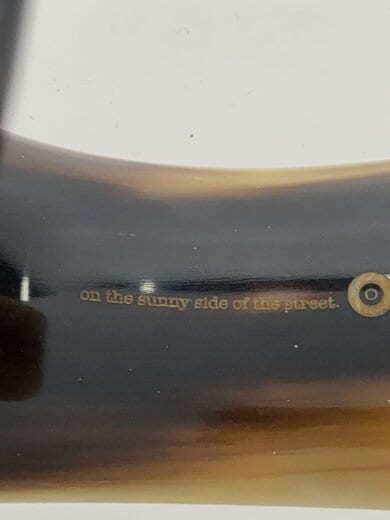 on the sunny side of the street.